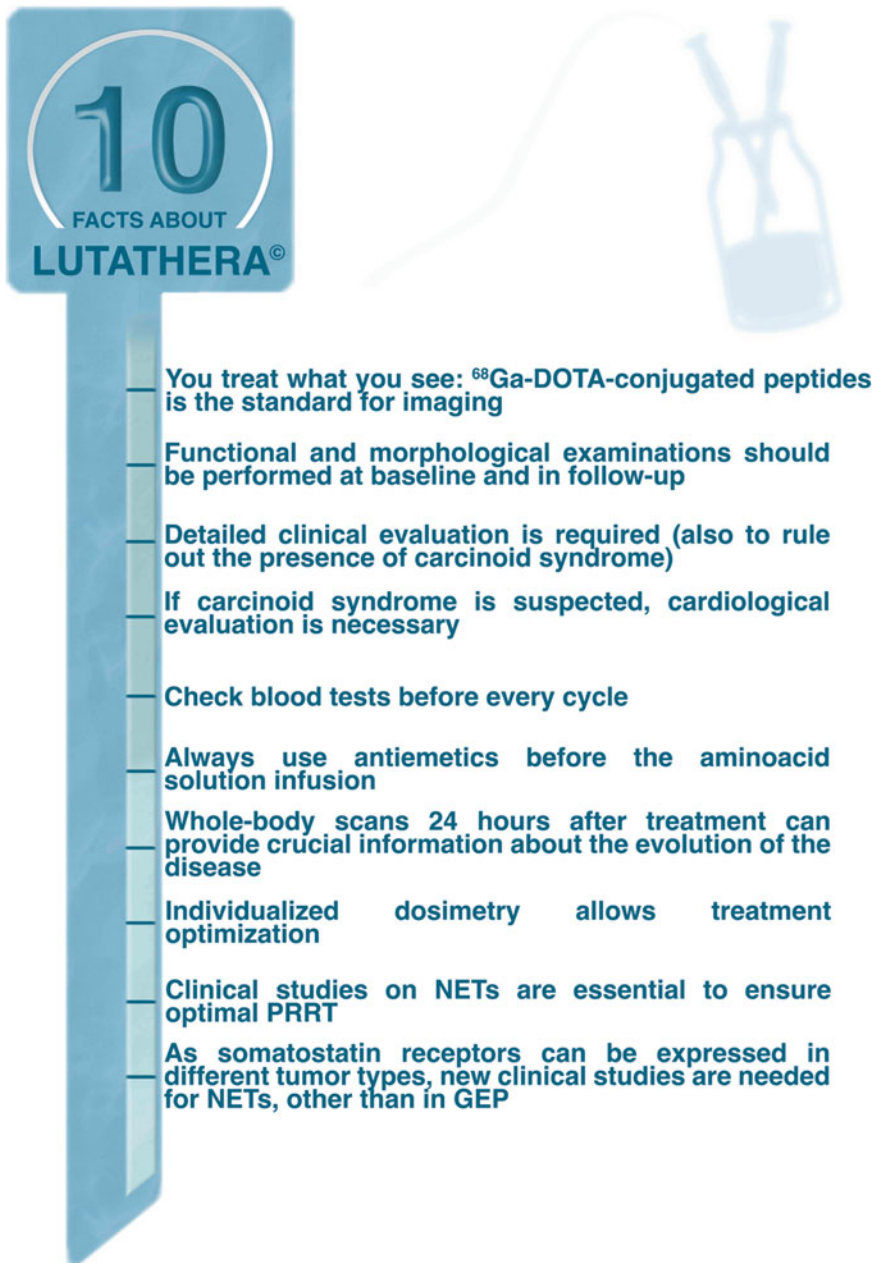 10
FACTS ABOUT
LUTATHERA©
You treat what you see: ⁶⁸Ga-DOTA-conjugated peptides
is the standard for imaging
Functional and morphological examinations should
be performed at baseline and in follow-up
Detailed clinical evaluation is required (also to rule
out the presence of carcinoid syndrome)
If carcinoid syndrome is suspected, cardiological
evaluation is necessary
Check blood tests before every cycle
Always use antiemetics before the aminoacid
solution infusion
Whole-body scans 24 hours after treatment can
provide crucial information about the evolution of the
disease
Individualized dosimetry allows treatment
optimization
Clinical studies on NETs are essential to ensure
optimal PRRT
As somatostatin receptors can be expressed in
different tumor types, new clinical studies are needed
for NETs, other than in GEP